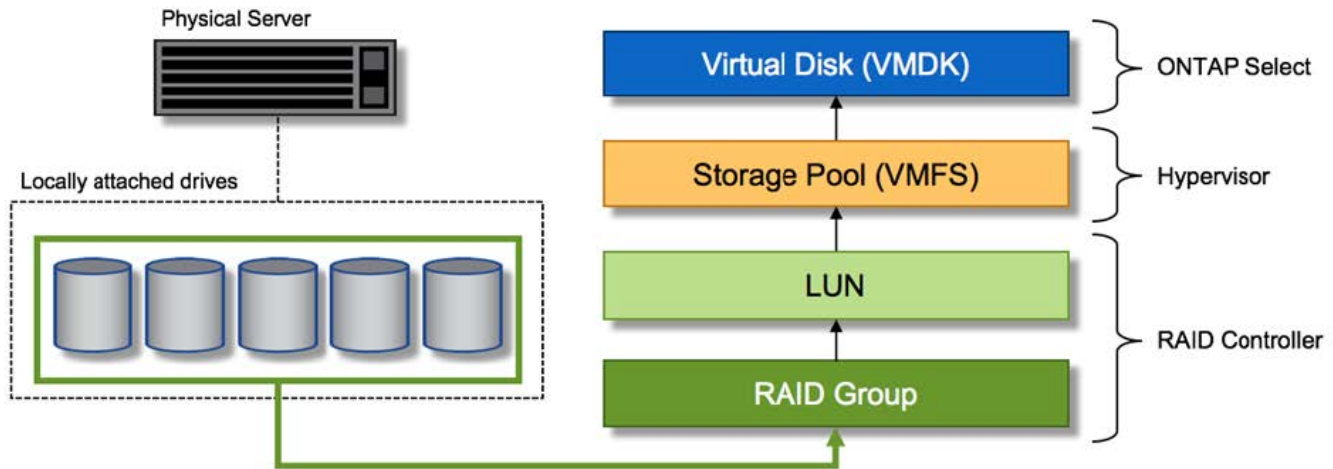 Physical Server
Locally attached drives
Virtual Disk (VMDK)
ONTAP Select
Storage Pool (VMFS)
Hypervisor
LUN
RAID Controller
RAID Group